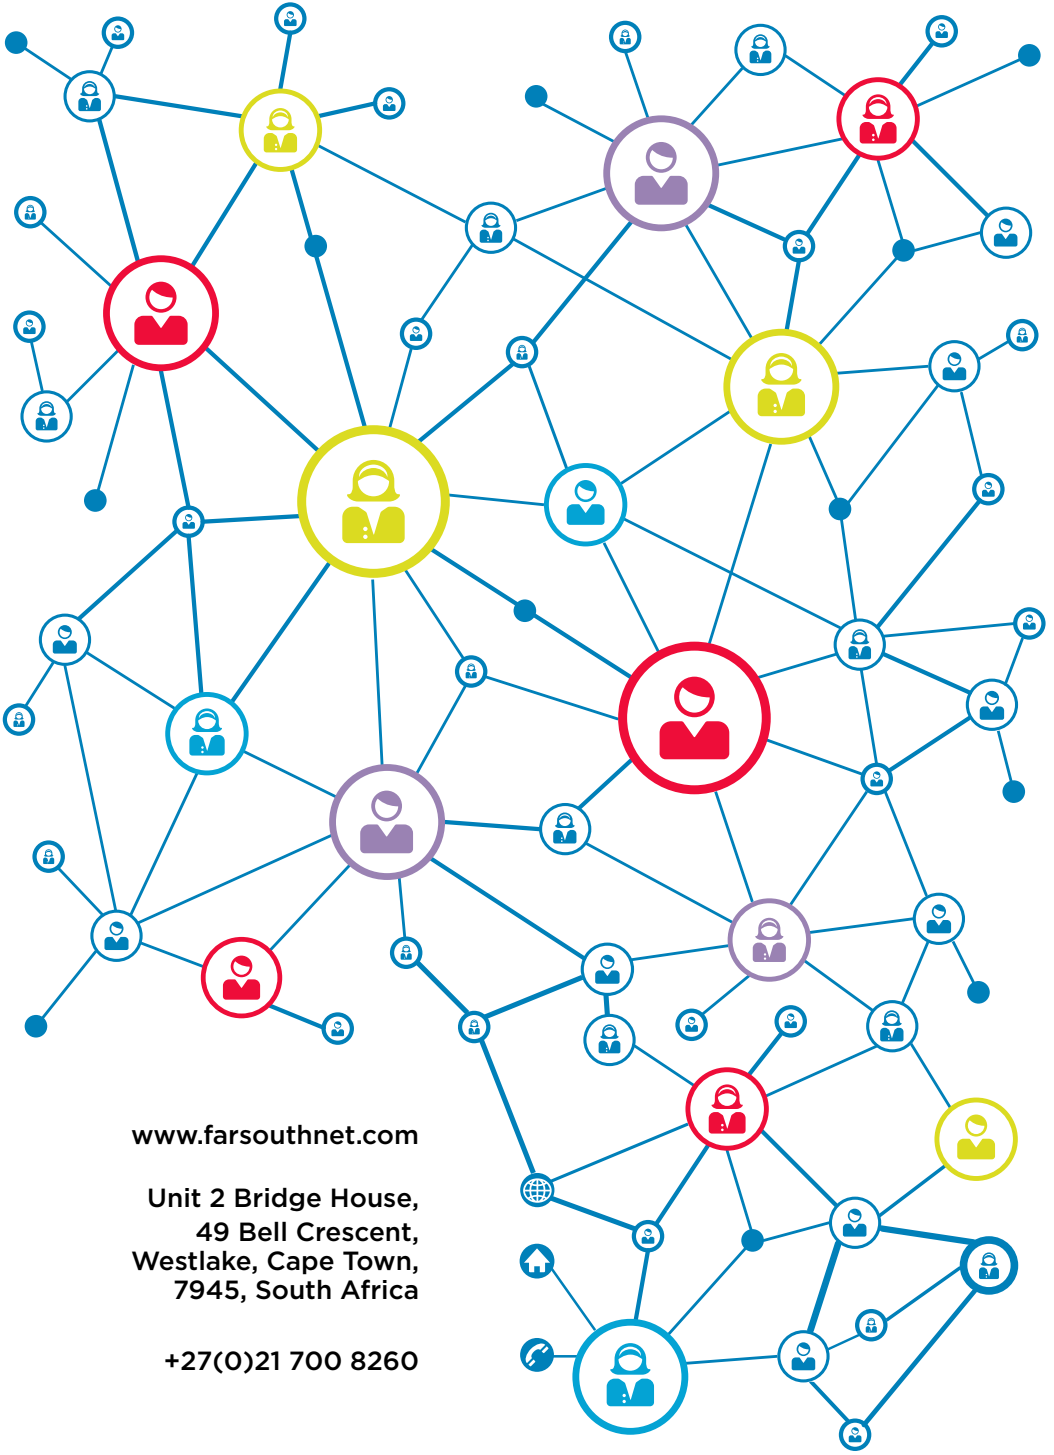 www.farsouthnet.com
Unit 2 Bridge House,
49 Bell Crescent,
Westlake, Cape Town,
7945, South Africa
+27(0)21 700 8260